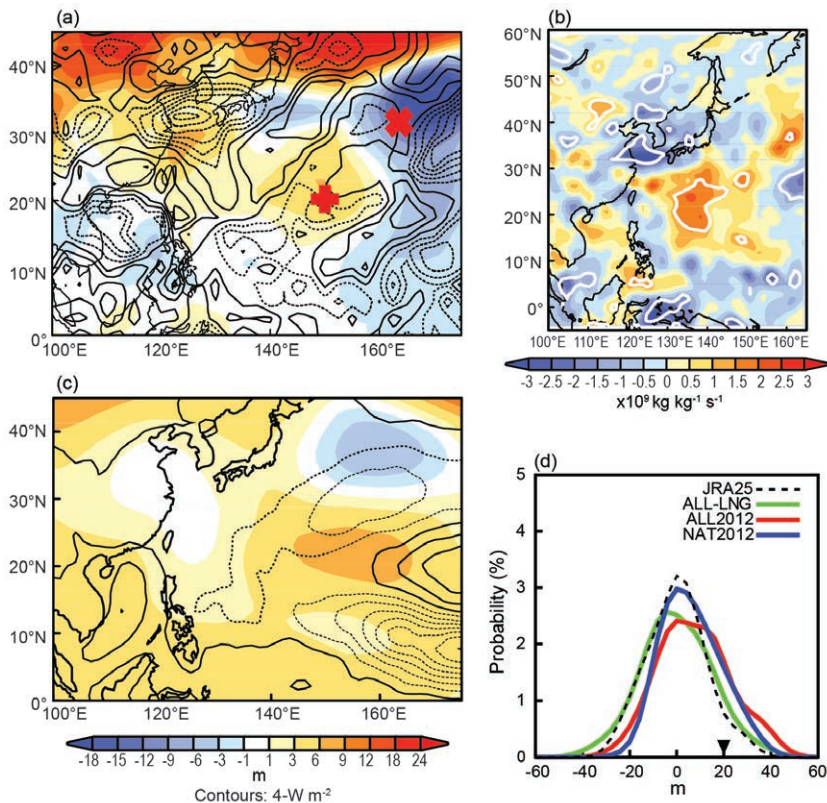 (a)
40°N
30°N
20°N
10°N
0°
100°E 120°E 140°E 160°E
(b)
60°N
50°N
40°N
30°N
20°N
10°N
0°
100°E 110°E 120°E 130°E 140°E 150°E 160°E
-3 -2.5 -2 -1.5 -1 -0.5 0 0.5 1 1.5 2 2.5 3
x10⁹ kg kg⁻¹ s⁻¹
(c)
40°N
30°N
20°N
10°N
0°
100°E 120°E 140°E 160°E
-18 -15 -12 -9 -6 -3 -1 1 3 6 9 12 18 24
m
Contours: 4-W m⁻²
(d)
5
4
3
2
1
0
Probability (%)
JRA25
ALL-LNG
ALL2012
NAT2012
-60 -40 -20 0 20 40 60
m